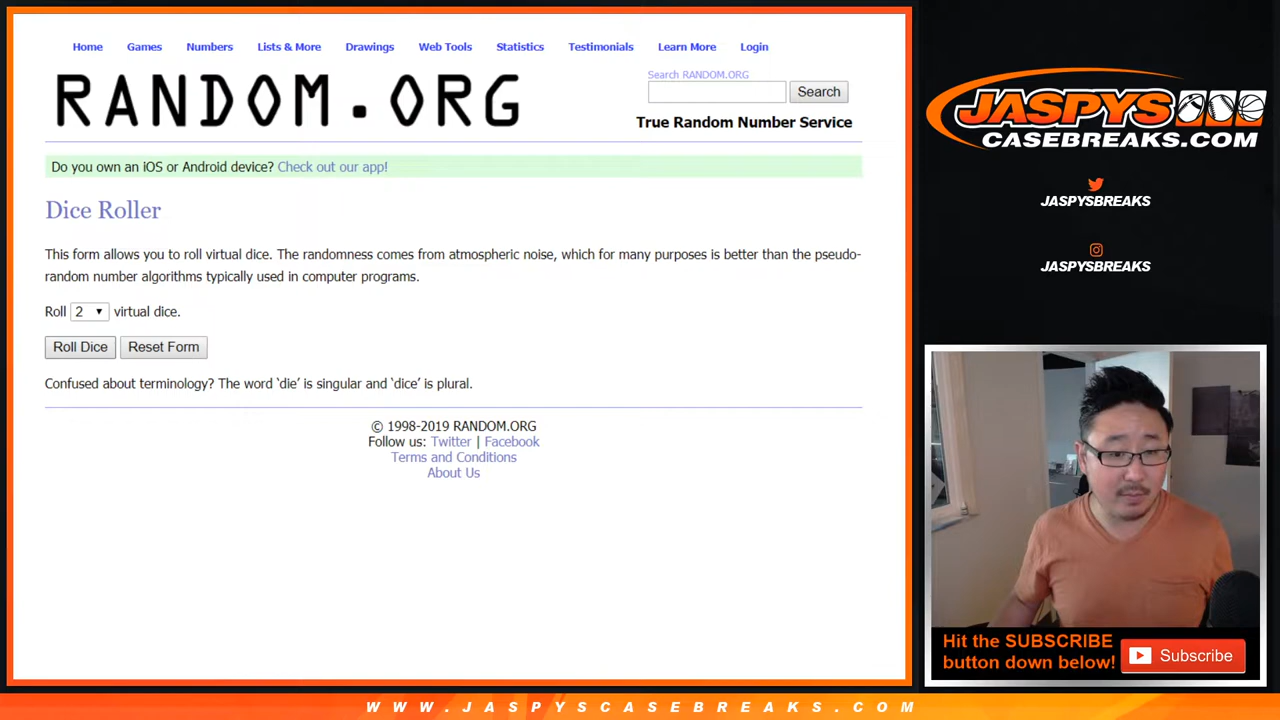 Home Games Numbers Lists & More Drawings Web Tools Statistics Testimonials Learn More Login
RANDOM.ORG
Search RANDOM.ORG
Search
True Random Number Service
Do you own an iOS or Android device? Check out our app!
Dice Roller
This form allows you to roll virtual dice. The randomness comes from atmospheric noise, which for many purposes is better than the pseudo-
random number algorithms typically used in computer programs.
Roll 2 virtual dice.
Roll Dice Reset Form
Confused about terminology? The word ‘die’ is singular and ‘dice’ is plural.
© 1998-2019 RANDOM.ORG
Follow us: Twitter | Facebook
Terms and Conditions
About Us
JASPYS
CASEBREAKS.COM
JASPYSBREAKS
JASPYSBREAKS
Hit the SUBSCRIBE
button down below!
Subscribe
WWW.JASPYSCASEBREAKS.COM